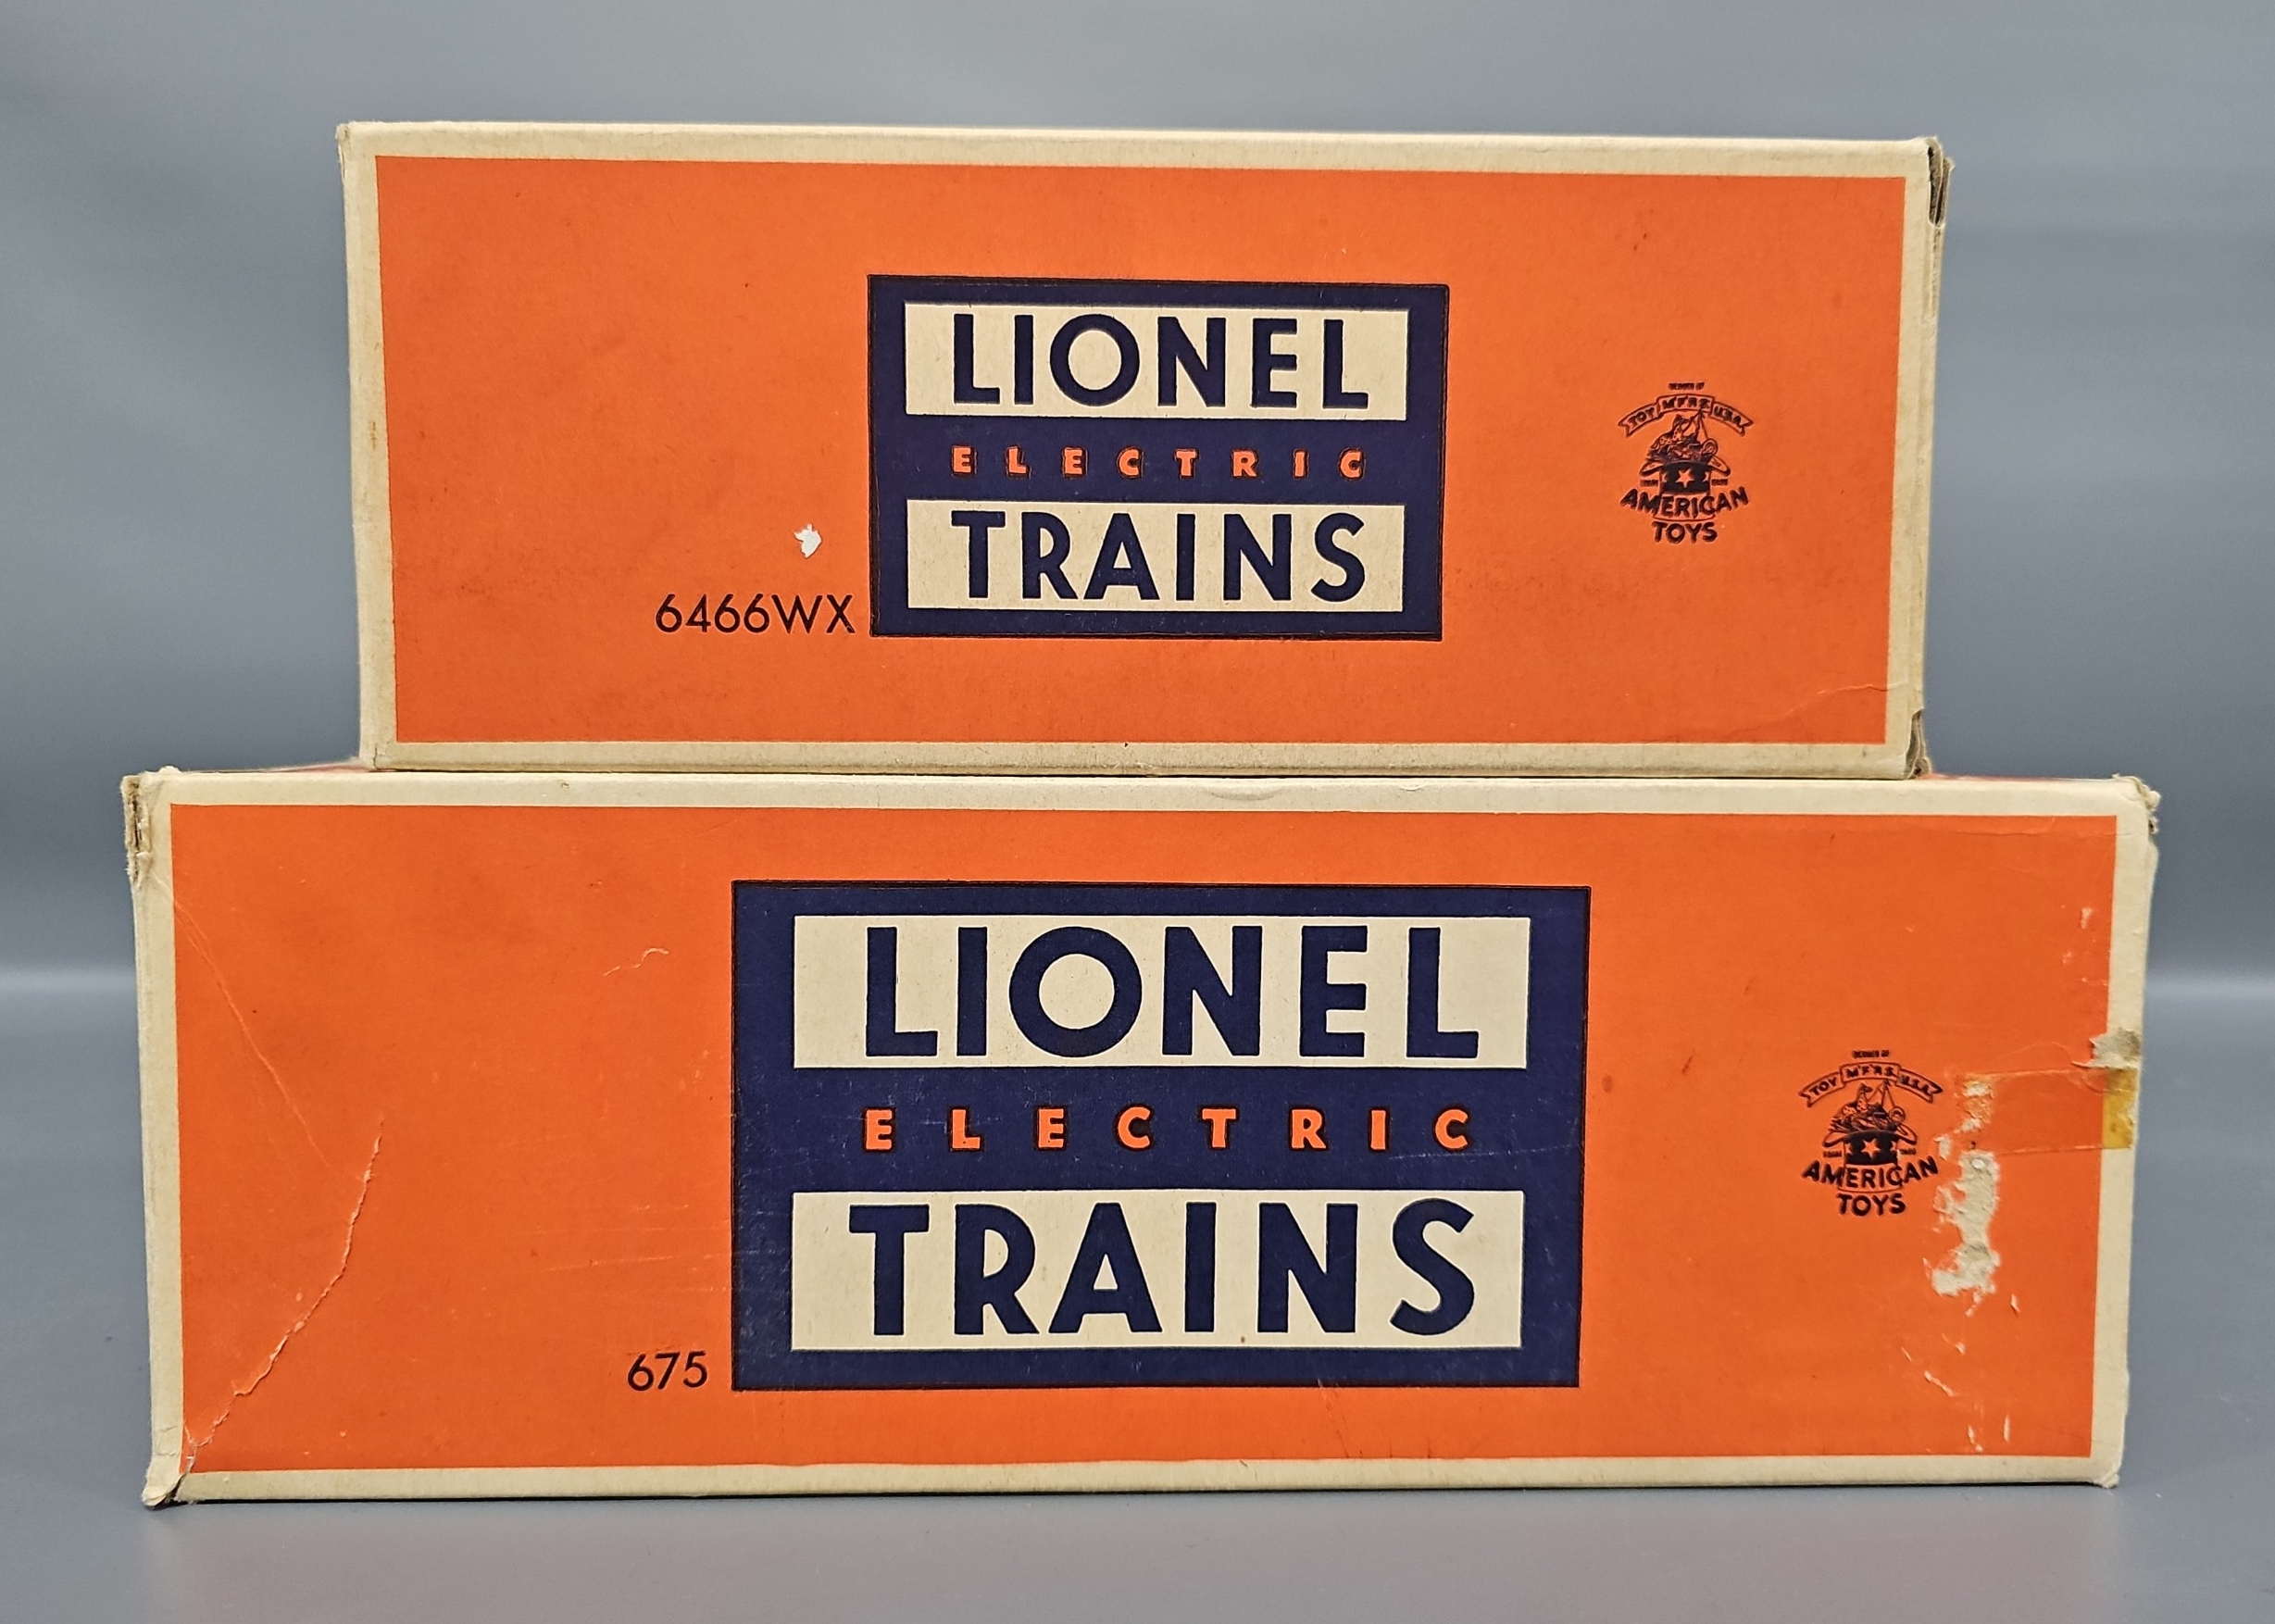 LIONEL
ELECTRIC
TRAINS
6466WX
TOY MFRS U.S.A.
AMERICAN
TOYS
LIONEL
ELECTRIC
TRAINS
675
TOY MFRS U.S.A.
AMERICAN
TOYS